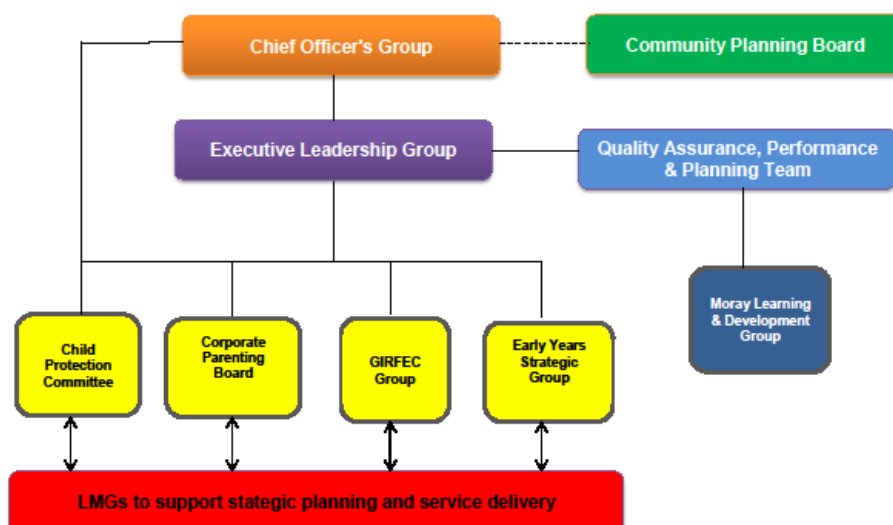 Chief Officer's Group
Community Planning Board
Executive Leadership Group
Quality Assurance, Performance
& Planning Team
Moray Learning
& Development
Group
Child
Protection
Committee
Corporate
Parenting
Board
GIRFEC
Group
Early Years
Strategic
Group
LMGs to support stategic planning and service delivery